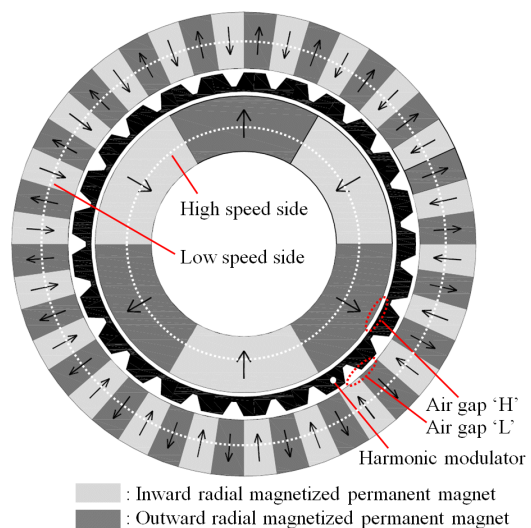 High speed side
Low speed side
Air gap ‘H’
Air gap ‘L’
Harmonic modulator
: Inward radial magnetized permanent magnet
: Outward radial magnetized permanent magnet